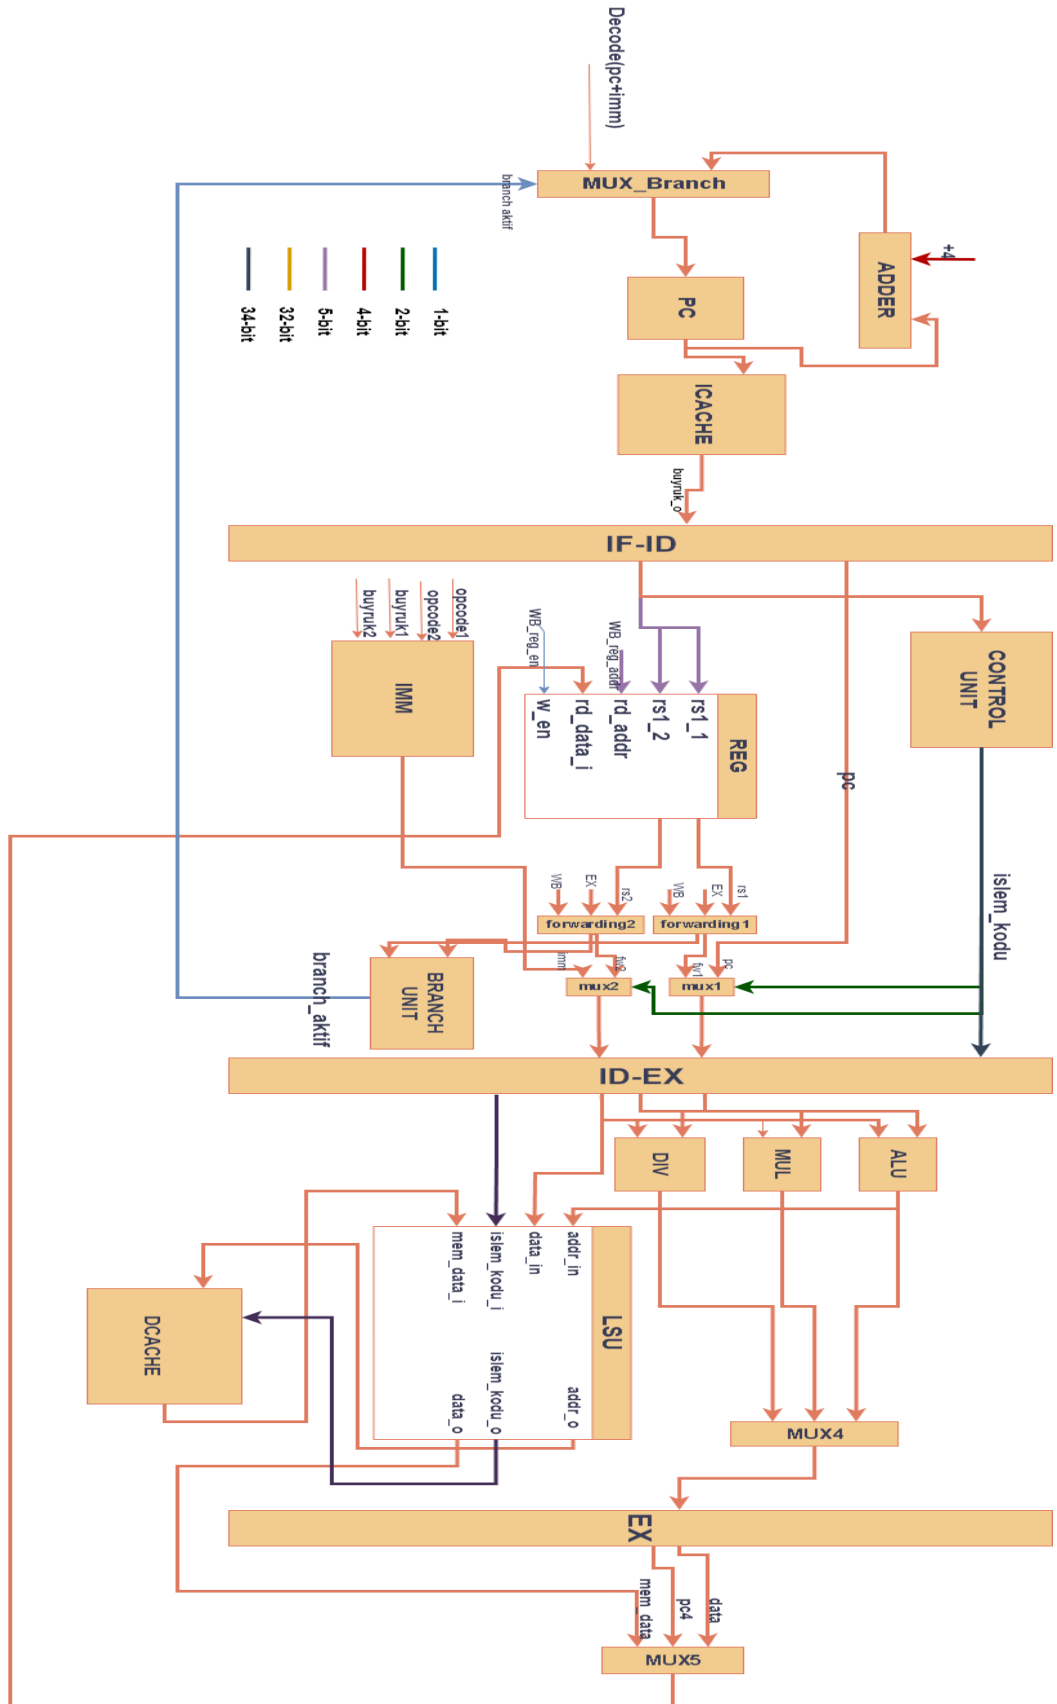 Decode(pc+imm)
MUX_Branch
branch aktif
ADDER
+4
PC
1-bit
2-bit
4-bit
5-bit
32-bit
34-bit
ICACHE
buyruk_o
IF-ID
opcode1
opcode2
buyruk1
buyruk2
IMM
WB_reg_en
WB_reg_addr
REG
rs1_1
rs1_2
rd_addr
rd_data_i
w_en
CONTROL
UNIT
pc
islem_kodu
WB
EX
rs2
WB
EX
rs1
forwarding2
forwarding1
imm
fw2
fw1
pc
mux2
mux1
BRANCH
UNIT
branch_aktif
ID-EX
DIV
MUL
ALU
LSU
addr_in
data_in
islem_kodu_i
mem_data_i
addr_o
islem_kodu_o
data_o
DCACHE
MUX4
EX
mem_data
pc4
data
MUX5